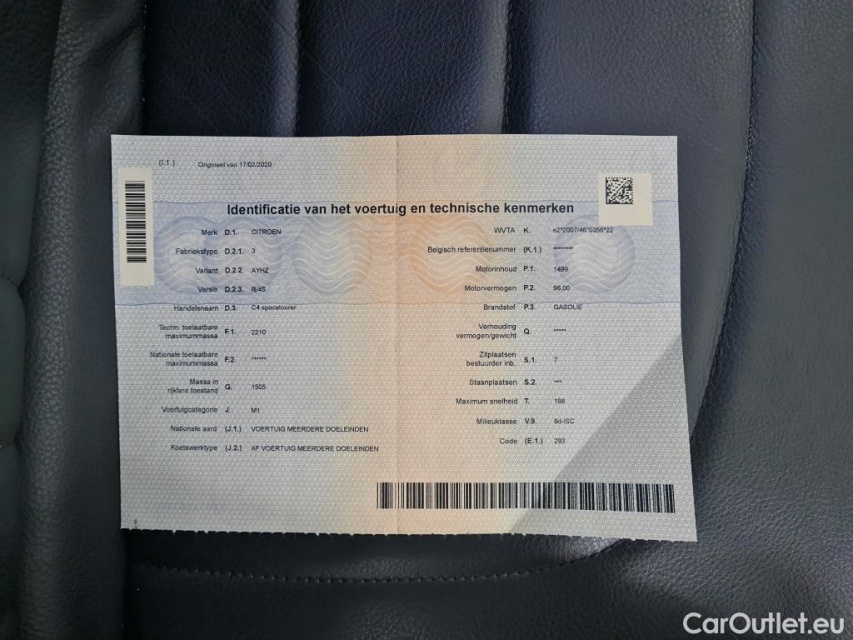 (I.1.) Origineel van 17/02/2020
Identificatie van het voertuig en technische kenmerken
Merk D.1. CITROEN
Fabriekstype D.2.1. 3
Variant D.2.2. AYHZ
Versie D.2.3. R/45
Handelsnaam D.3. C4 spacetourer
Techn. toelaatbare
maximummassa F.1. 2210
Nationale toelaatbare
maximummassa F.2. ******
Massa in
rijklare toestand G. 1505
Voertuigcategorie J. M1
Nationale aard (J.1.) VOERTUIG MEERDERE DOELEINDEN
Koetswerktype (J.2.) AF VOERTUIG MEERDERE DOELEINDEN
WVTA K. e2*2007/46*0356*22
Belgisch referentienummer (K.1.) ********
Motorinhoud P.1. 1499
Motorvermogen P.2. 96,00
Brandstof P.3. GASOLIE
Verhouding
vermogen/gewicht Q. *****
Zitplaatsen
bestuurder inb. S.1. 7
Staanplaatsen S.2. ***
Maximum snelheid T. 198
Milieuklasse V.9. 6d-ISC
Code (E.1.) 293
CarOutlet.eu